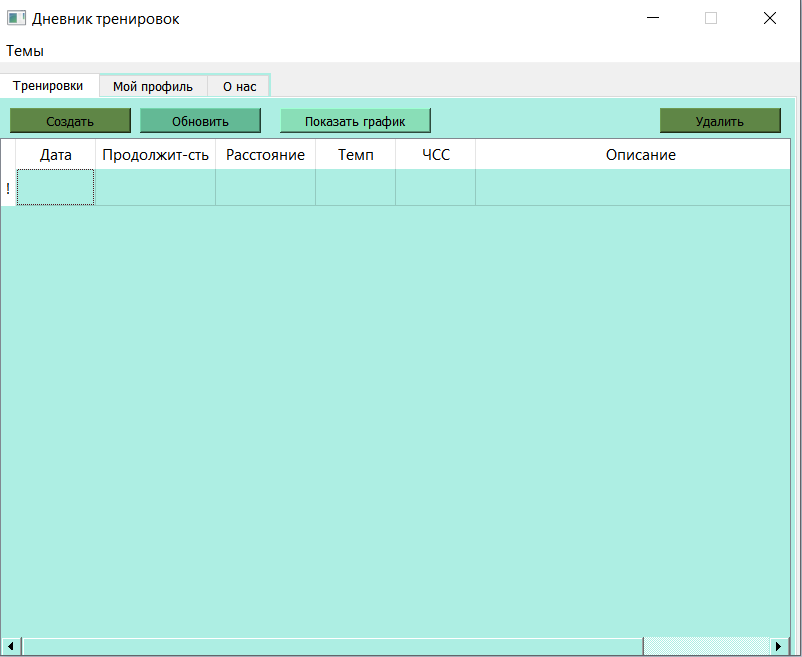 Дневник тренировок
Темы
Тренировки Мой профиль О нас
Создать Обновить Показать график Удалить
Дата Продолжит-сть Расстояние Темп ЧСС Описание
!